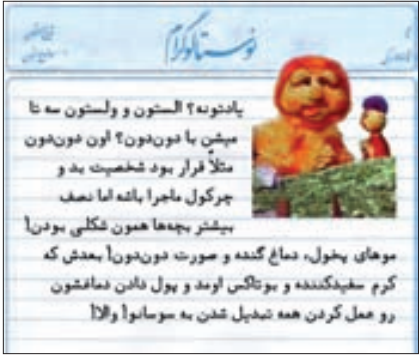 نوستالگرام
یادتونه؟ الستون و ولستون سه تا
میشن با دون‌دون؟ اون دون‌دون
مثلاً قرار بود شخصیت بد و
چرکول ماجرا باشه اما نصف
بیشتر بچه‌ها همون شکلی بودن!
موهای پخول، دماغ گنده و صورت دون‌دون! بعدش که
کرم سفیدکننده و بوتاکس اومد و پول دادن دماغشون
رو عمل کردن همه تبدیل شدن به سوسانو! والا!